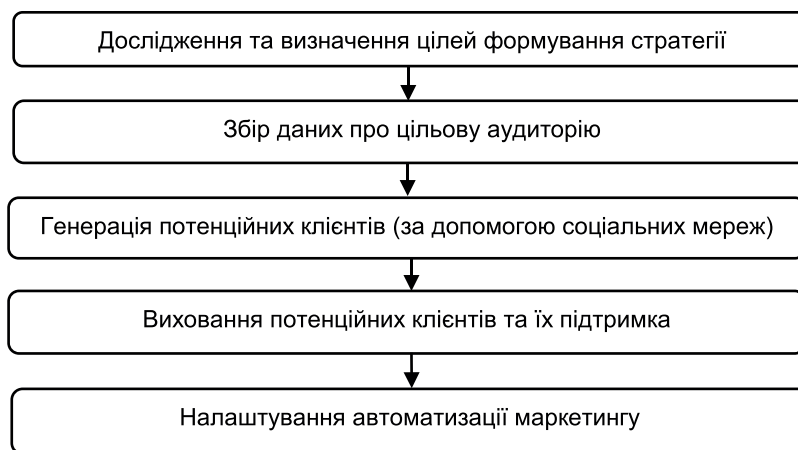 Дослідження та визначення цілей формування стратегії
Збір даних про цільову аудиторію
Генерація потенційних клієнтів (за допомогою соціальних мереж)
Виховання потенційних клієнтів та їх підтримка
Налаштування автоматизації маркетингу